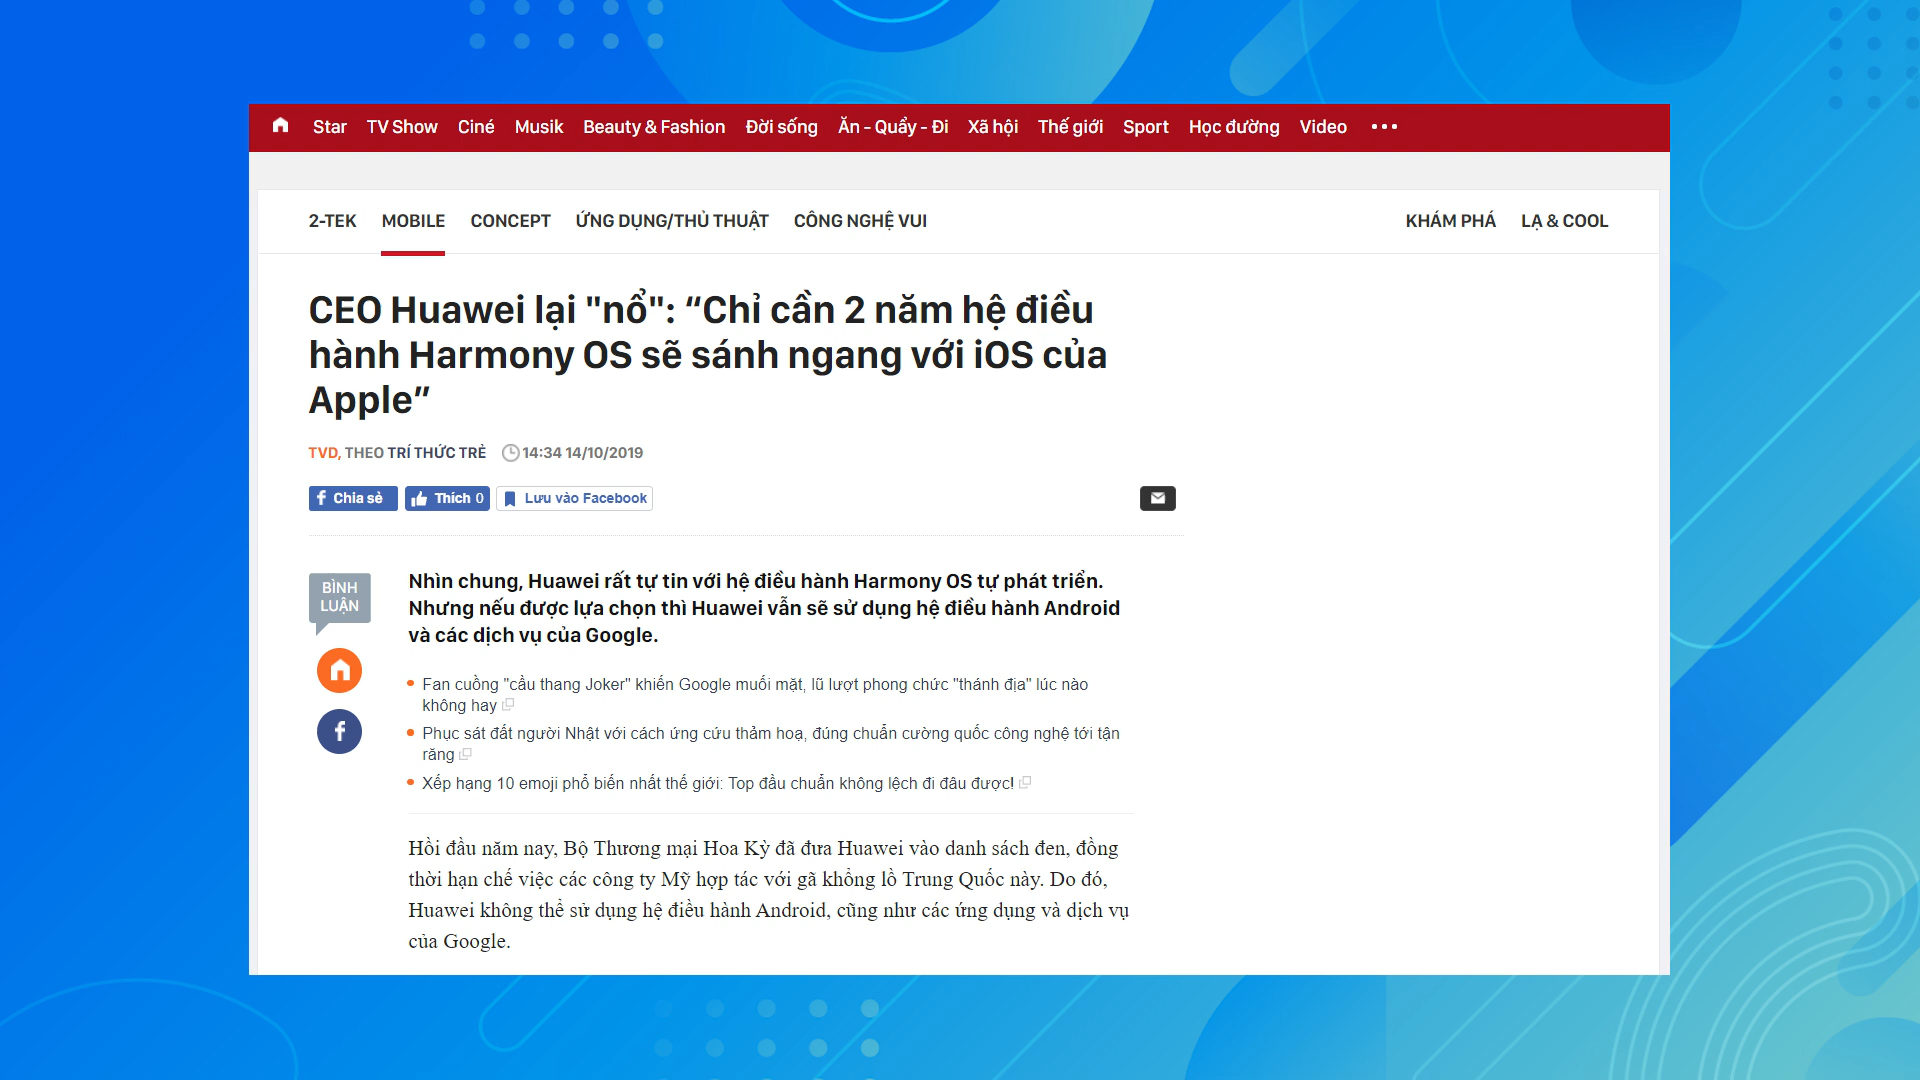 Star TV Show Ciné Musik Beauty & Fashion Đời sống Ăn - Quẩy - Đi Xã hội Thế giới Sport Học đường Video
2-TEK MOBILE CONCEPT ỨNG DỤNG/THỦ THUẬT CÔNG NGHỆ VUI KHÁM PHÁ LẠ & COOL
CEO Huawei lại "nổ": “Chỉ cần 2 năm hệ điều
hành Harmony OS sẽ sánh ngang với iOS của
Apple”
TVD, THEO TRÍ THỨC TRẺ 14:34 14/10/2019
Chia sẻ Thích 0 Lưu vào Facebook
BÌNH
LUẬN
Nhìn chung, Huawei rất tự tin với hệ điều hành Harmony OS tự phát triển.
Nhưng nếu được lựa chọn thì Huawei vẫn sẽ sử dụng hệ điều hành Android
và các dịch vụ của Google.
Fan cuồng "cầu thang Joker" khiến Google muối mặt, lũ lượt phong chức "thánh địa" lúc nào
không hay
Phục sát đất người Nhật với cách ứng cứu thảm hoạ, đúng chuẩn cường quốc công nghệ tới tận
răng
Xếp hạng 10 emoji phổ biến nhất thế giới: Top đầu chuẩn không lệch đi đâu được!
Hồi đầu năm nay, Bộ Thương mại Hoa Kỳ đã đưa Huawei vào danh sách đen, đồng
thời hạn chế việc các công ty Mỹ hợp tác với gã khổng lồ Trung Quốc này. Do đó,
Huawei không thể sử dụng hệ điều hành Android, cũng như các ứng dụng và dịch vụ
của Google.